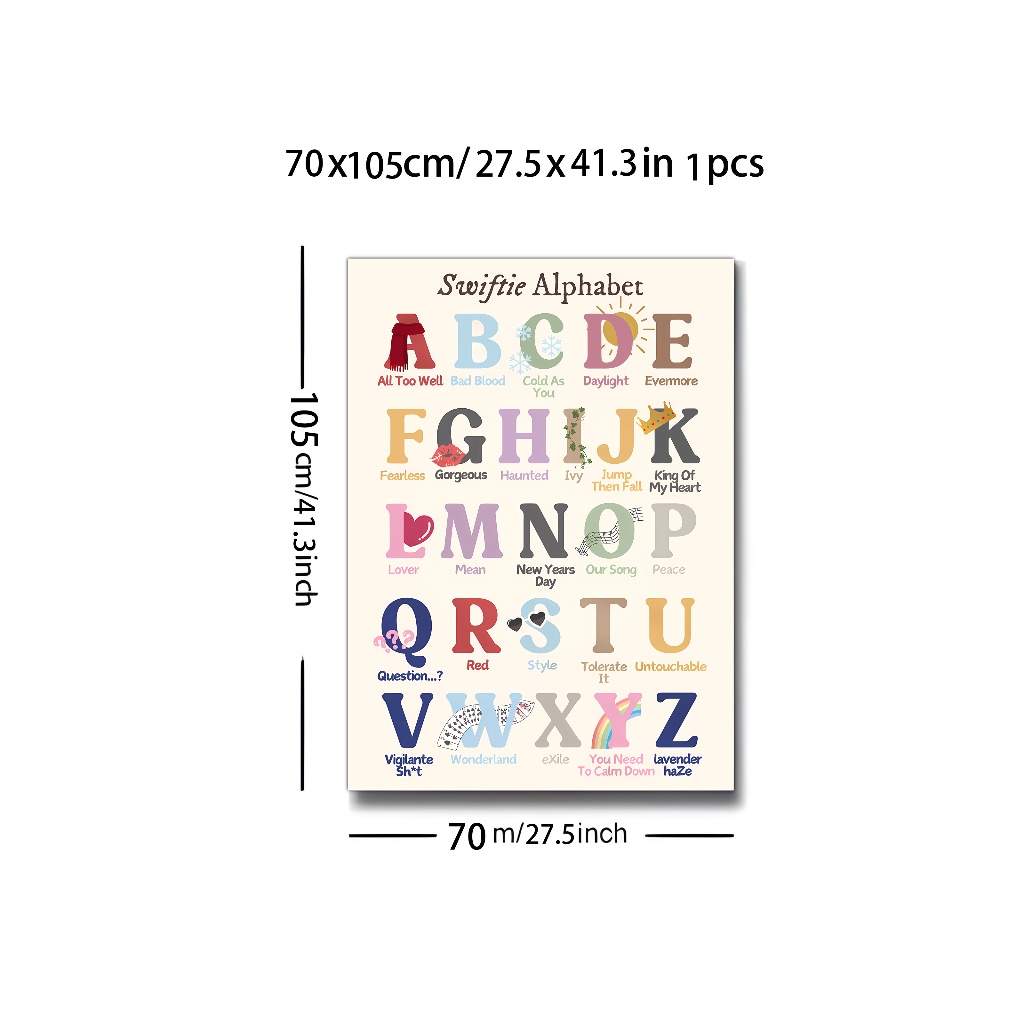 70x105cm/27.5x41.3in 1pcs
Swiftie Alphabet
A B C D E
All Too Well Bad Blood Cold As You Daylight Evermore
F G H I J K
Fearless Gorgeous Haunted Ivy Jump Then Fall King Of My Heart
L M N O P
Lover Mean New Years Day Our Song Peace
Q R S T U
???
Question...? Red Style Tolerate It Untouchable
V W X Y Z
Vigilante Sh*t Wonderland eXile You Need To Calm Down lavender haZe
105cm/41.3inch
70 m/27.5inch